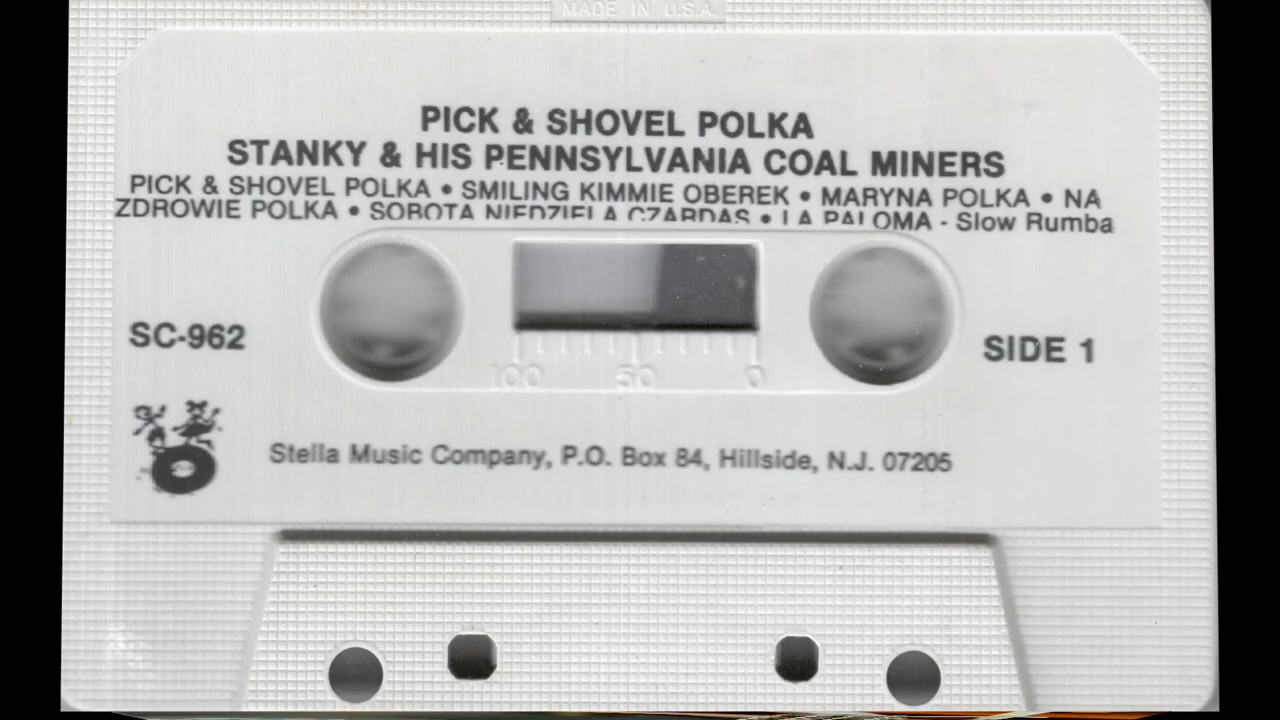 MADE IN U.S.A.
PICK & SHOVEL POLKA
STANKY & HIS PENNSYLVANIA COAL MINERS
PICK & SHOVEL POLKA • SMILING KIMMIE OBEREK • MARYNA POLKA • NA
ZDROWIE POLKA • SOBOTA NIEDZIELA CZARDAS • LA PALOMA - Slow Rumba
SC-962
SIDE 1
100 50 0
Stella Music Company, P.O. Box 84, Hillside, N.J. 07205